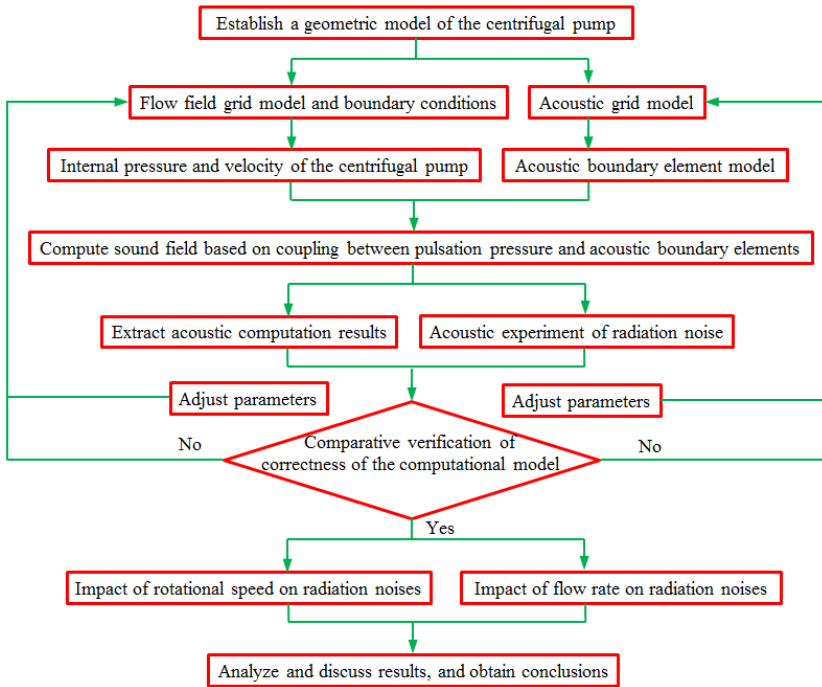 Establish a geometric model of the centrifugal pump
Flow field grid model and boundary conditions
Acoustic grid model
Internal pressure and velocity of the centrifugal pump
Acoustic boundary element model
Compute sound field based on coupling between pulsation pressure and acoustic boundary elements
Extract acoustic computation results
Acoustic experiment of radiation noise
Adjust parameters
Adjust parameters
No
Comparative verification of
correctness of the computational model
No
Yes
Impact of rotational speed on radiation noises
Impact of flow rate on radiation noises
Analyze and discuss results, and obtain conclusions